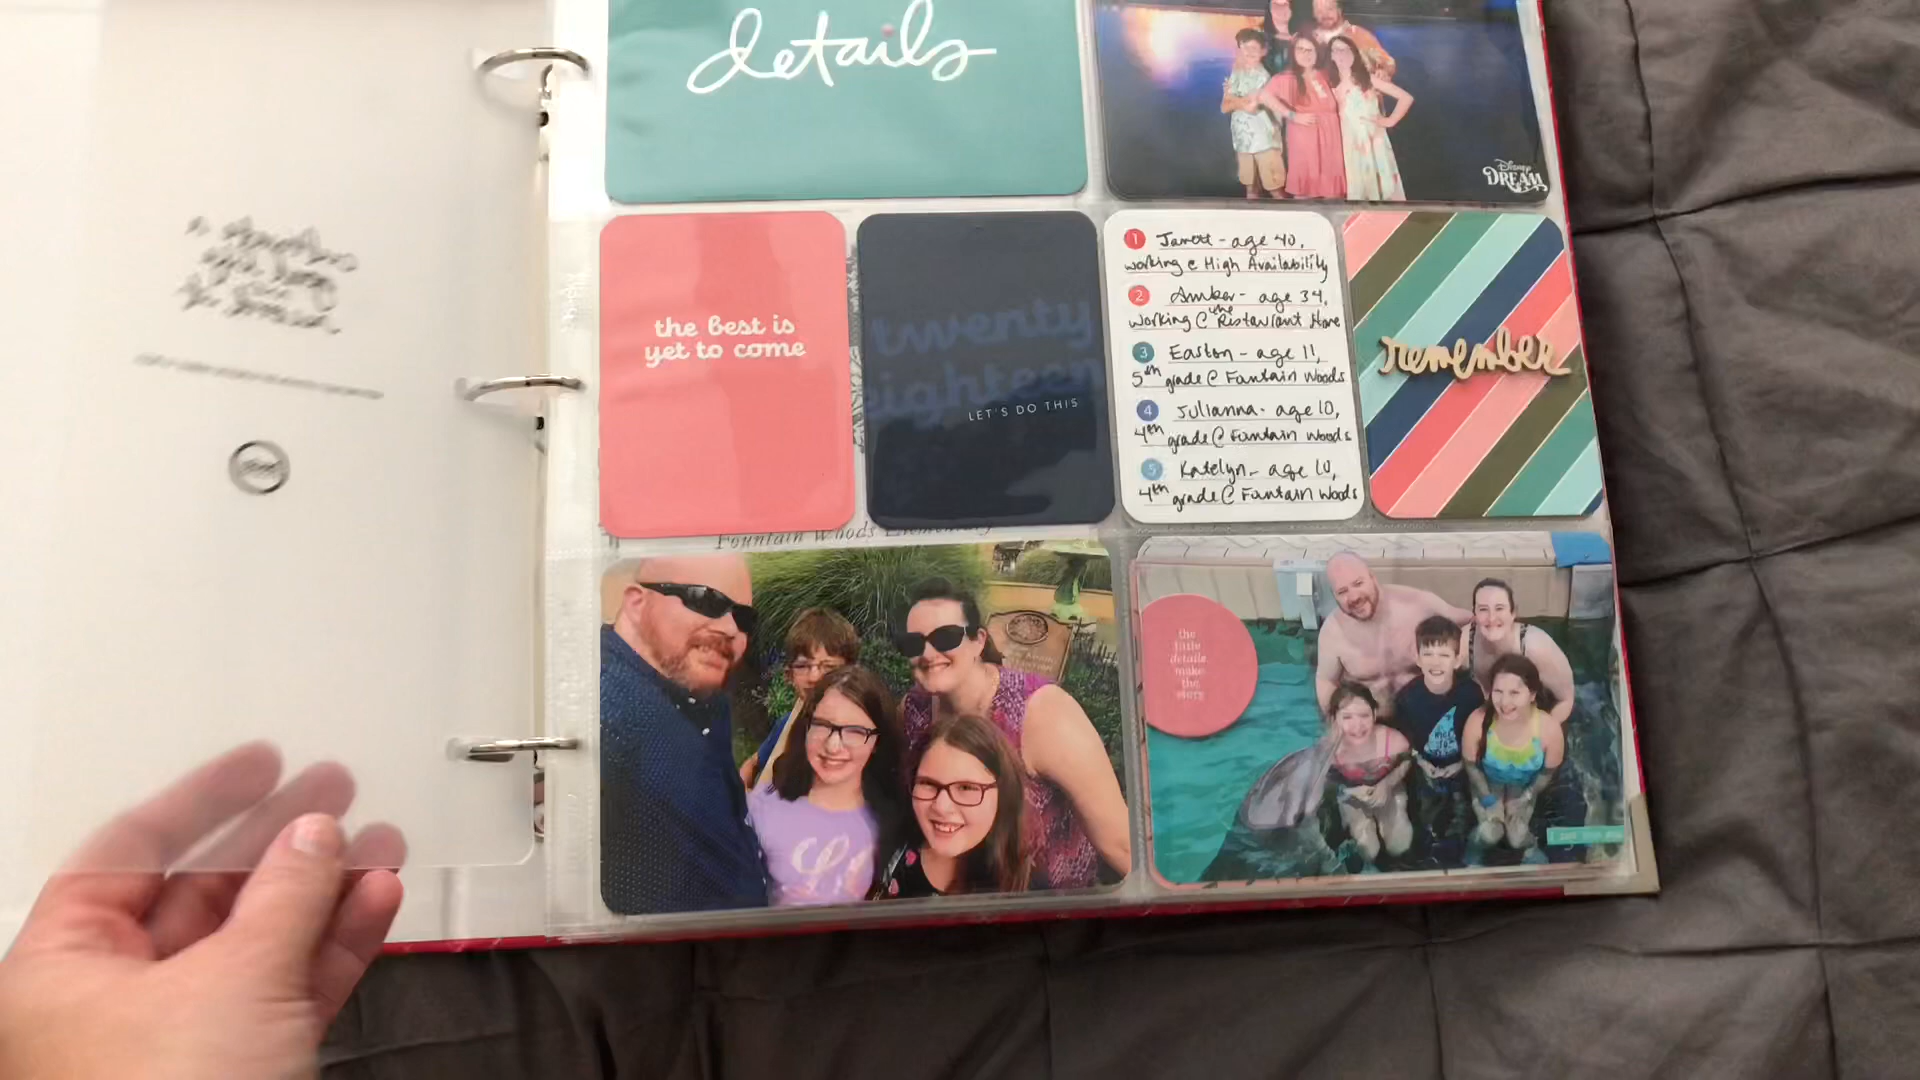 details
Disney
DREAM
the best is
yet to come
twenty
eighteen
LET'S DO THIS
1 Jarett - age 40,
working @ High Availability
2 Amber - age 34,
working @ the Ristaurant Store
3 Easton - age 11,
5th grade @ Fountain Woods
4 Julianna - age 10,
4th grade @ Fountain Woods
5 Katelyn - age 10,
4th grade @ Fountain Woods
remember
Fountain Woods Elementary
the
little
details
make
the
story